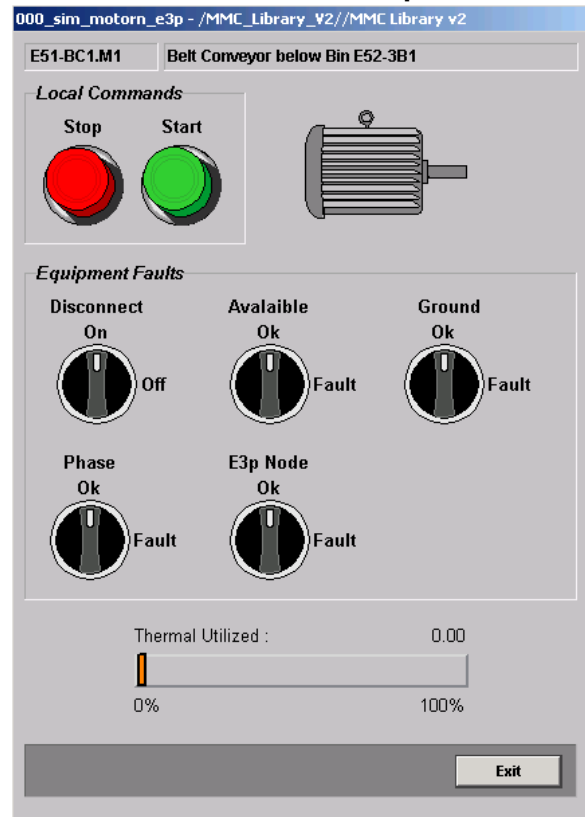 000_sim_motorn_e3p - /MMC_Library_V2//MMC Library v2
E51-BC1.M1 Belt Conveyor below Bin E52-3B1
Local Commands
Stop Start
Equipment Faults
Disconnect Avalaible Ground
On Ok Ok
Off Fault Fault
Phase E3p Node
Ok Ok
Fault Fault
Thermal Utilized : 0.00
0% 100%
Exit